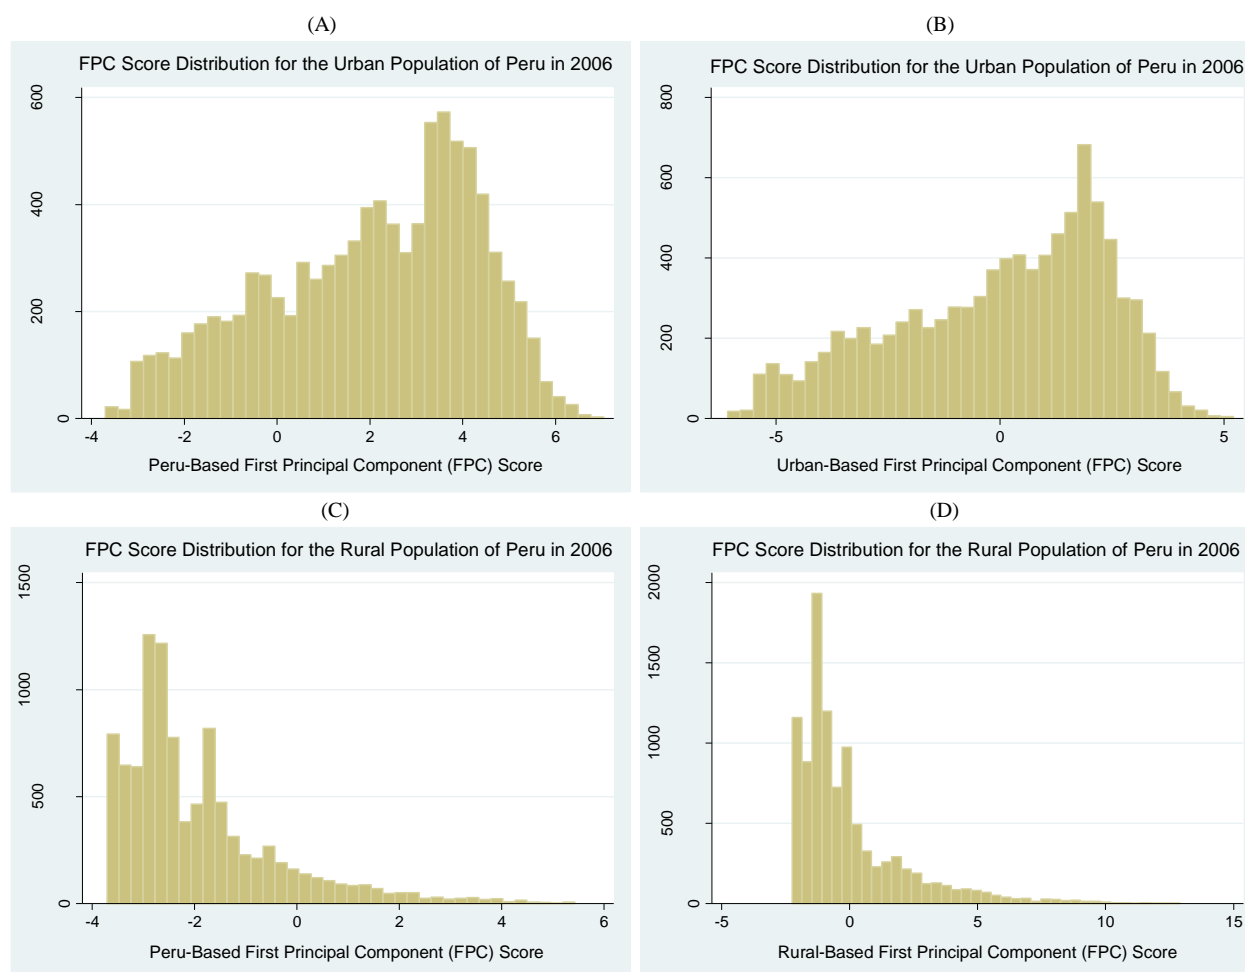 (A)
FPC Score Distribution for the Urban Population of Peru in 2006
600
400
200
0
-4 -2 0 2 4 6
Peru-Based First Principal Component (FPC) Score
(B)
FPC Score Distribution for the Urban Population of Peru in 2006
800
600
400
200
0
-5 0 5
Urban-Based First Principal Component (FPC) Score
(C)
FPC Score Distribution for the Rural Population of Peru in 2006
1500
1000
500
0
-4 -2 0 2 4 6
Peru-Based First Principal Component (FPC) Score
(D)
FPC Score Distribution for the Rural Population of Peru in 2006
2000
1500
1000
500
0
-5 0 5 10 15
Rural-Based First Principal Component (FPC) Score